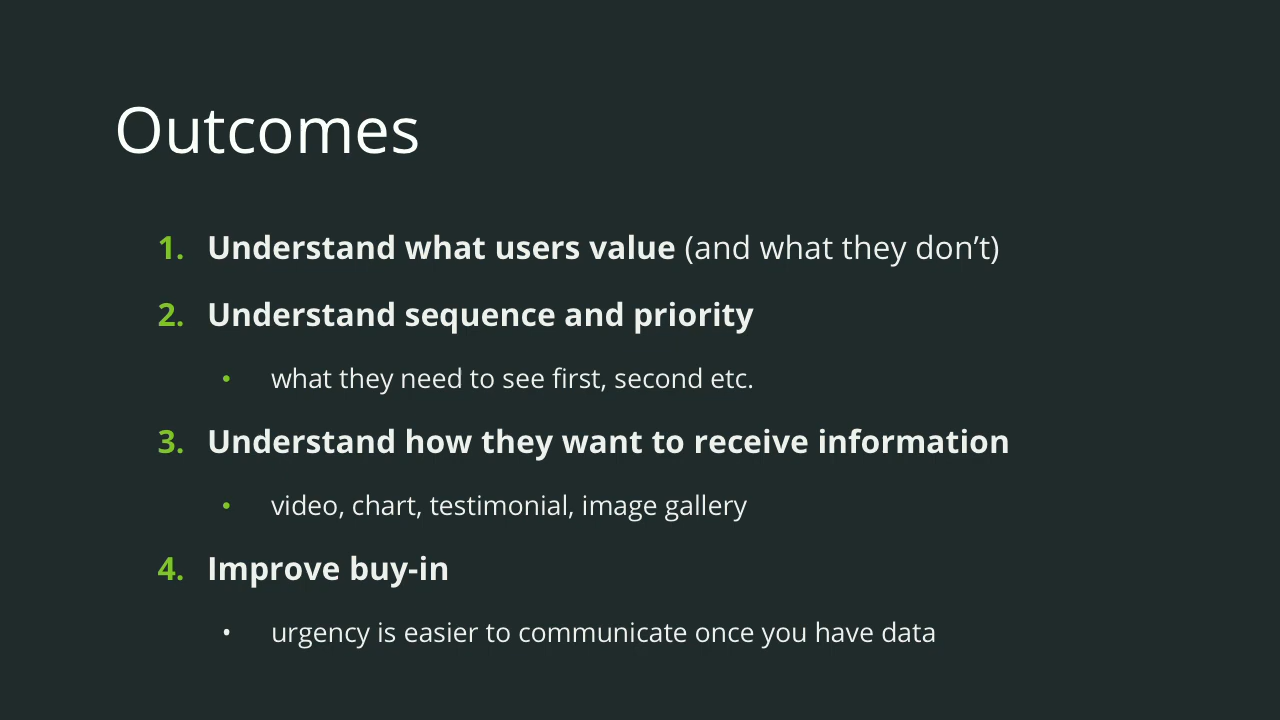 Outcomes
1. Understand what users value (and what they don’t)
2. Understand sequence and priority
• what they need to see first, second etc.
3. Understand how they want to receive information
• video, chart, testimonial, image gallery
4. Improve buy-in
• urgency is easier to communicate once you have data